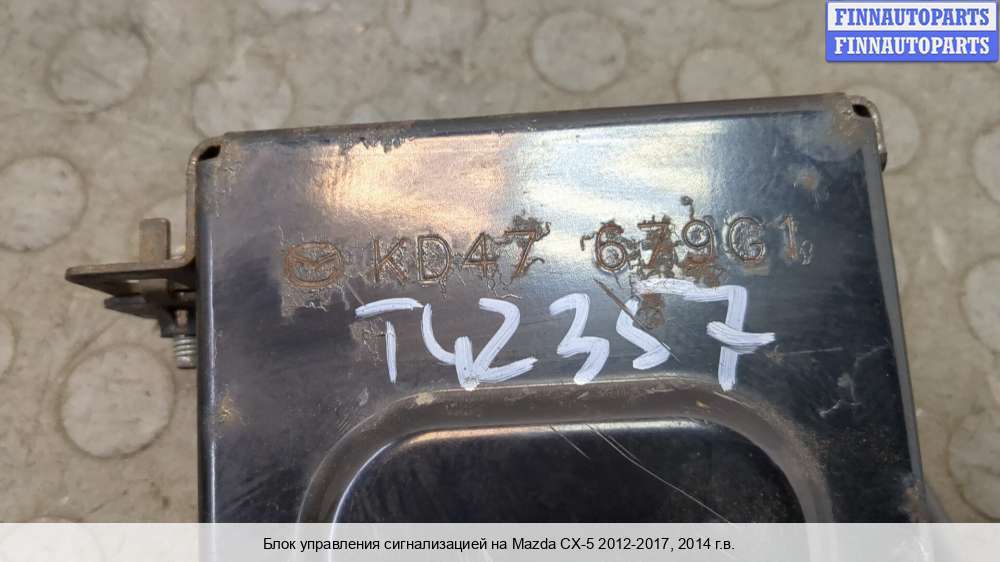 FINNAUTOPARTS
FINNAUTOPARTS
KD47 679G1
T42357
Блок управления сигнализацией на Mazda CX-5 2012-2017, 2014 г.в.